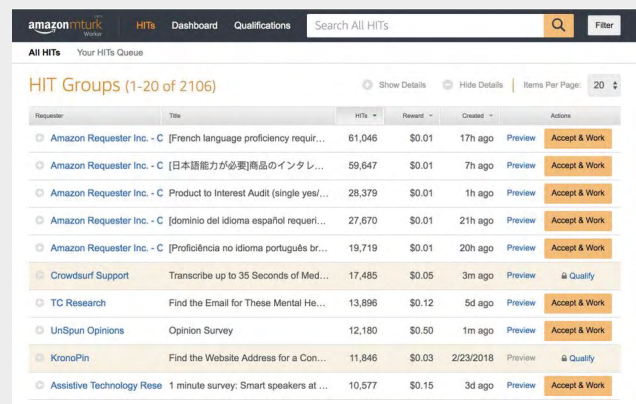 amazonmturk HITs Dashboard Qualifications Search All HITs Filter
Worker
All HITs Your HITs Queue
HIT Groups (1-20 of 2106) Show Details Hide Details Items Per Page: 20
Requester Title HITs Reward Created Actions
Amazon Requester Inc. - C [French language proficiency requir... 61,046 $0.01 17h ago Preview Accept & Work
Amazon Requester Inc. - C [日本語能力が必要]商品のインタレ... 59,647 $0.01 7h ago Preview Accept & Work
Amazon Requester Inc. - C Product to Interest Audit (single yes/... 28,379 $0.01 1h ago Preview Accept & Work
Amazon Requester Inc. - C [dominio del idioma español requeri... 27,670 $0.01 21h ago Preview Accept & Work
Amazon Requester Inc. - C [Proficiência no idioma português br... 19,719 $0.01 20h ago Preview Accept & Work
Crowdsurf Support Transcribe up to 35 Seconds of Med... 17,485 $0.05 3m ago Preview Qualify
TC Research Find the Email for These Mental He... 13,896 $0.12 5d ago Preview Accept & Work
UnSpun Opinions Opinion Survey 12,180 $0.50 1m ago Preview Accept & Work
KronoPin Find the Website Address for a Con... 11,846 $0.03 2/23/2018 Preview Qualify
Assistive Technology Rese 1 minute survey: Smart speakers at ... 10,577 $0.15 3d ago Preview Accept & Work